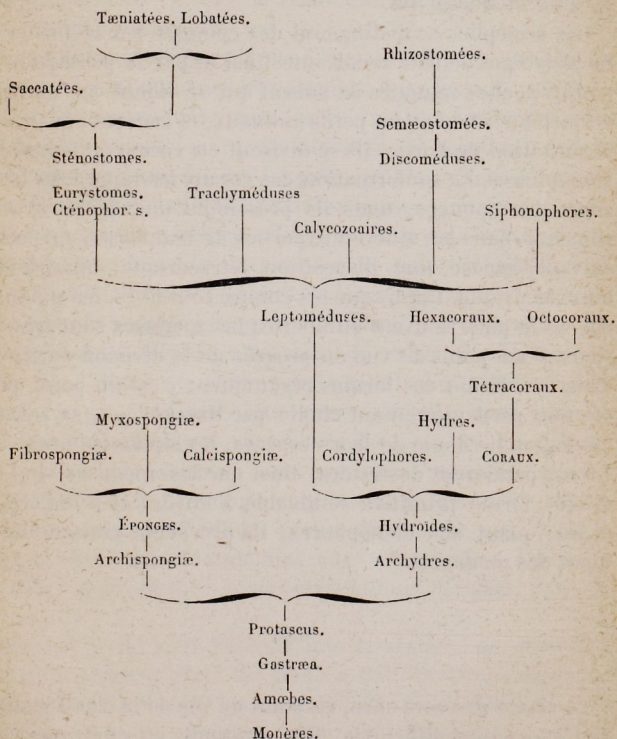 Tæniatées. Lobatées.
Rhizostomées.
Saccatées.
Semæostomées.
Sténostomes.
Discoméduses.
Eurystomes. Trachyméduses
Cténophor. s.
Siphonophores.
Calycozoaires.
Leptoméduses. Hexacoraux. Octocoraux.
Tétracoraux.
Myxospongiæ. Hydres.
Fibrospongiæ. Calcispongiæ. Cordylophores. CORAUX.
ÉPONGES. Hydroïdes.
Archispongiæ. Archydres.
Protascus.
Gastræa.
Amœbes.
Monères.